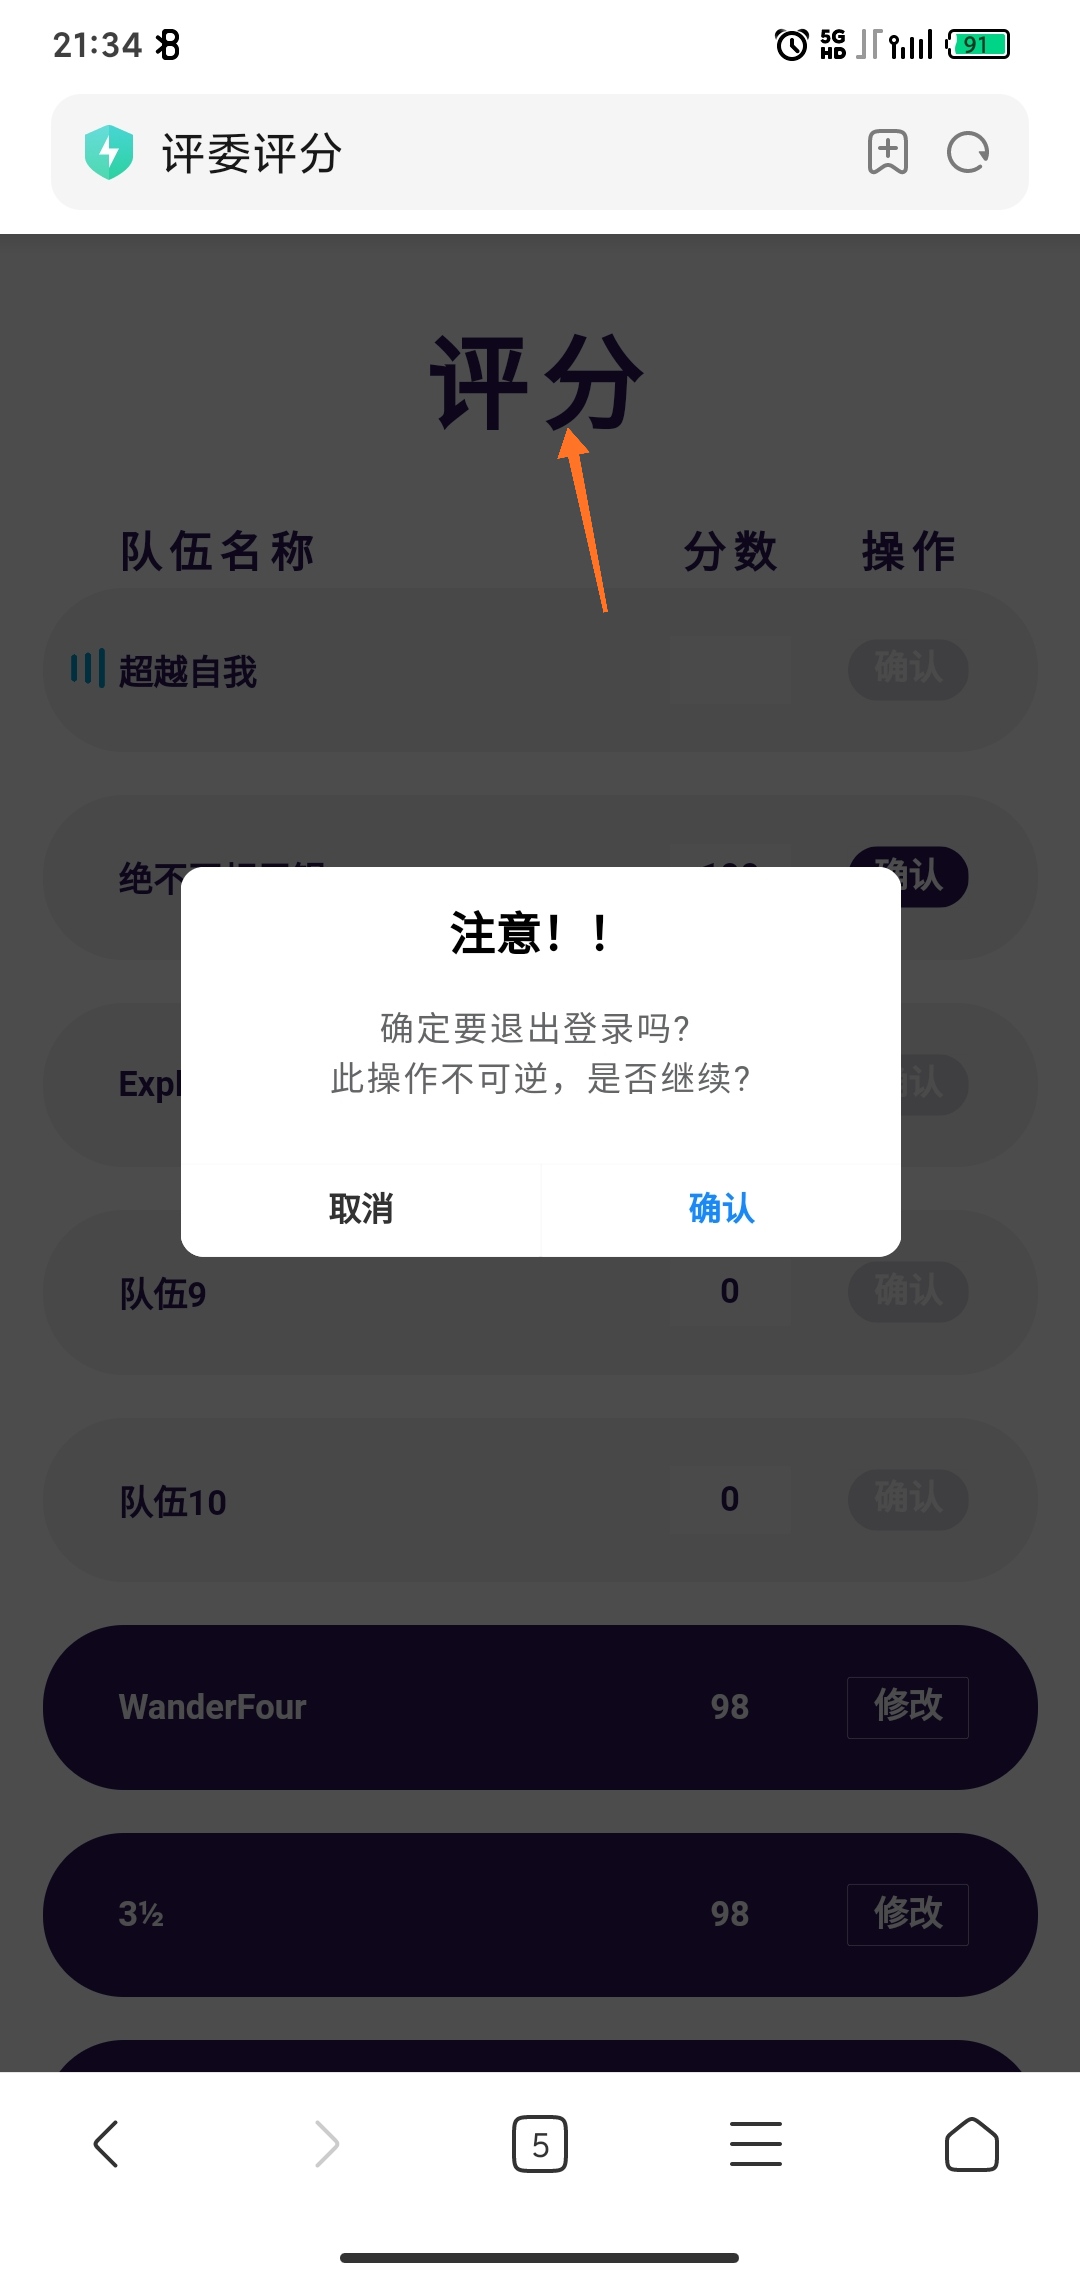 21:34 5G HD 91
评委评分
评分
队伍名称 分数 操作
超越自我 确认
绝不 确认
注意！！
确定要退出登录吗?
此操作不可逆，是否继续?
Expl 认
取消 确认
队伍9 0 确认
队伍10 0 确认
WanderFour 98 修改
3½ 98 修改
5